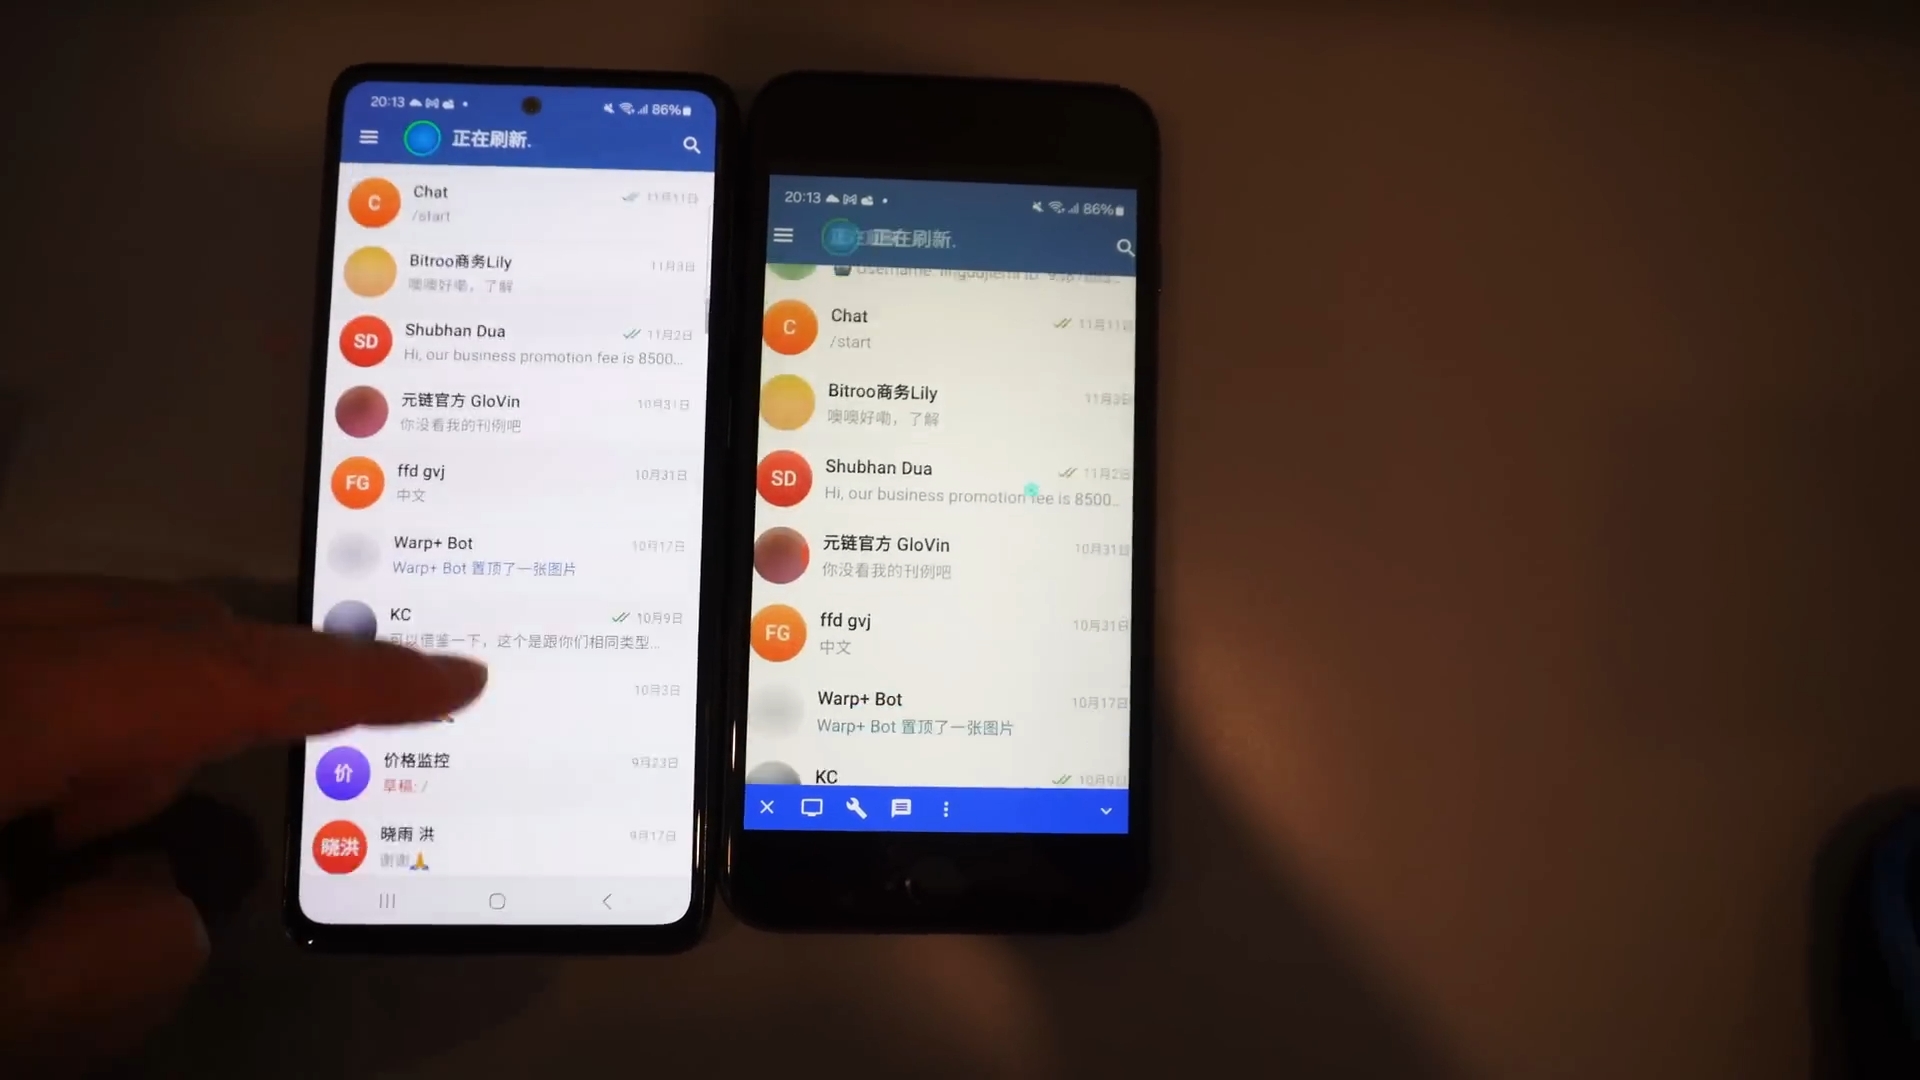 20:13
86%
正在刷新.
C
Chat
11月11日
/start
Bitroo商务Lily
11月3日
噢噢好嘞，了解
SD
Shubhan Dua
11月2日
Hi, our business promotion fee is 8500...
元链官方 GloVin
10月31日
你没看我的刊例吧
FG
ffd gvj
10月31日
中文
Warp+ Bot
10月17日
Warp+ Bot 置顶了一张图片
KC
10月9日
可以借鉴一下，这个是跟你们相同类型...
10月3日
价
价格监控
9月23日
草稿: /
晓洪
晓雨 洪
9月17日
谢谢🙏
20:13
86%
正在刷新.
C
Chat
11月11日
/start
Bitroo商务Lily
11月3日
噢噢好嘞，了解
SD
Shubhan Dua
11月2日
Hi, our business promotion fee is 8500...
元链官方 GloVin
10月31日
你没看我的刊例吧
FG
ffd gvj
10月31日
中文
Warp+ Bot
10月17日
Warp+ Bot 置顶了一张图片
KC
10月9日